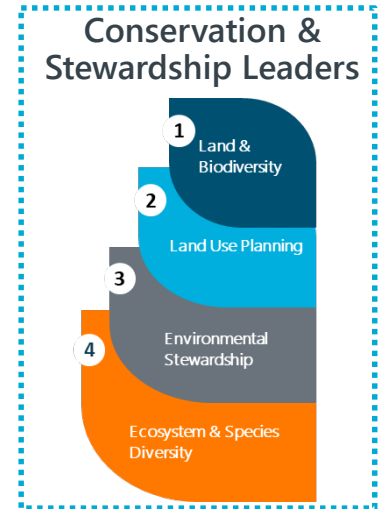 Conservation &
Stewardship Leaders
1
Land &
Biodiversity
2
Land Use Planning
3
Environmental
Stewardship
4
Ecosystem & Species
Diversity